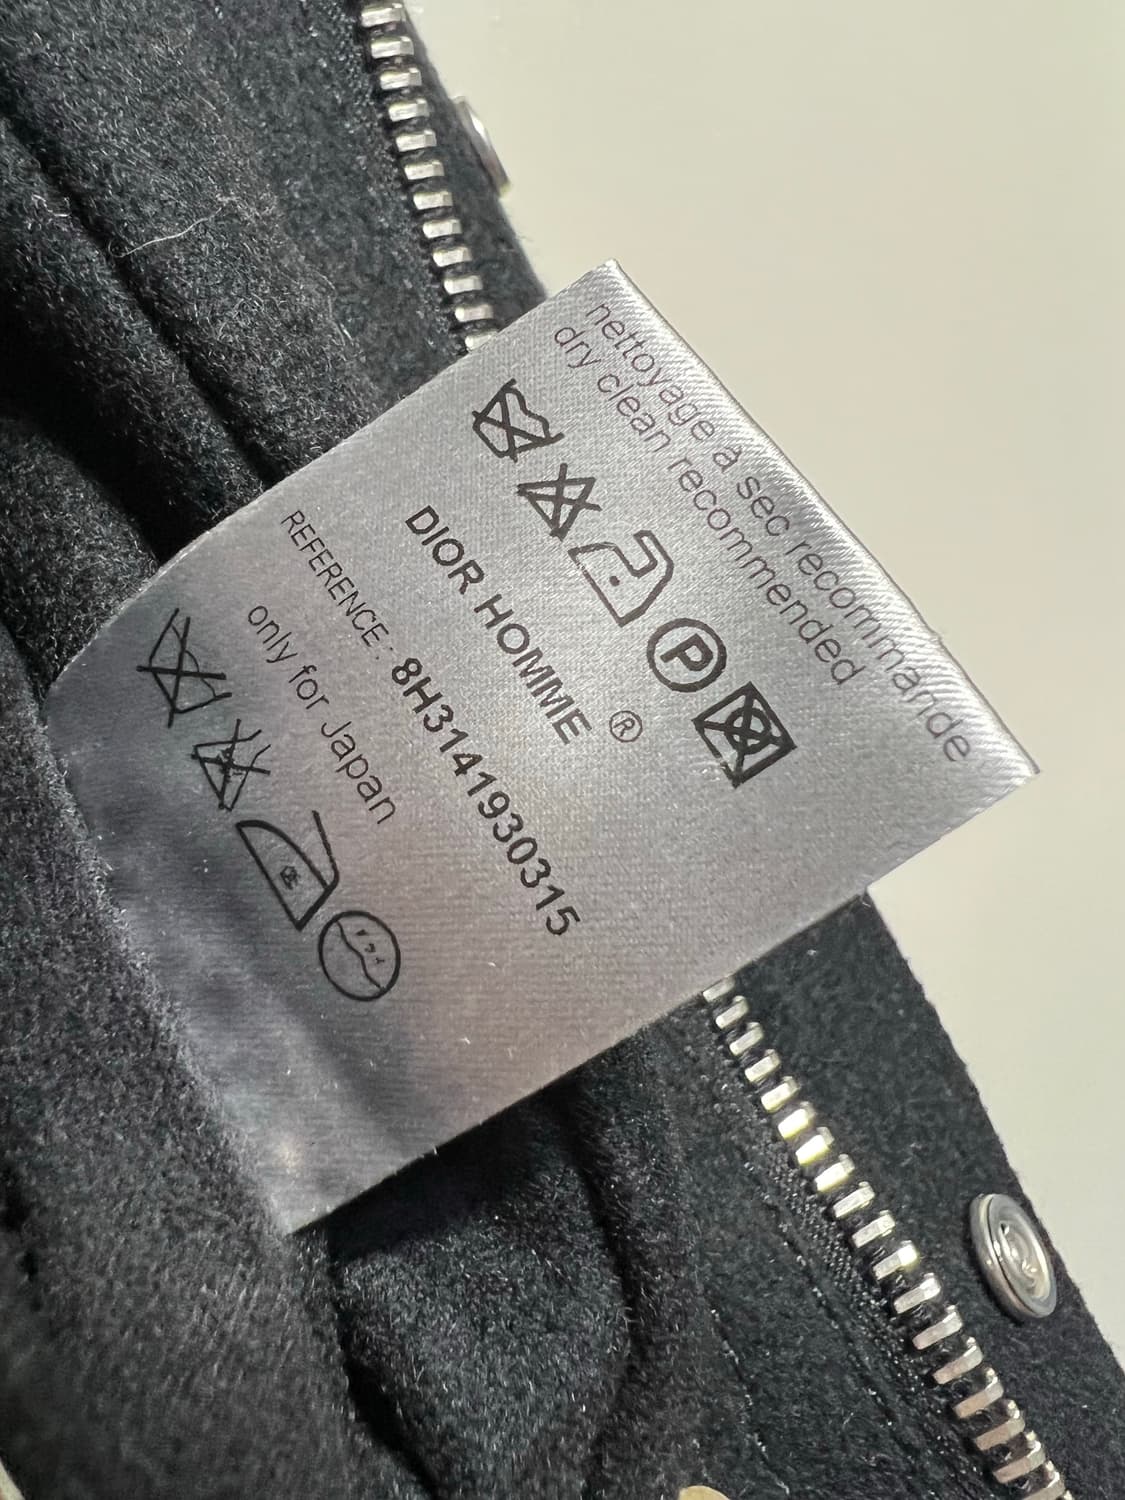 nettoyage a sec recommande
dry clean recommended
P
DIOR HOMME ®
REFERENCE : 8H3141930315
only for Japan